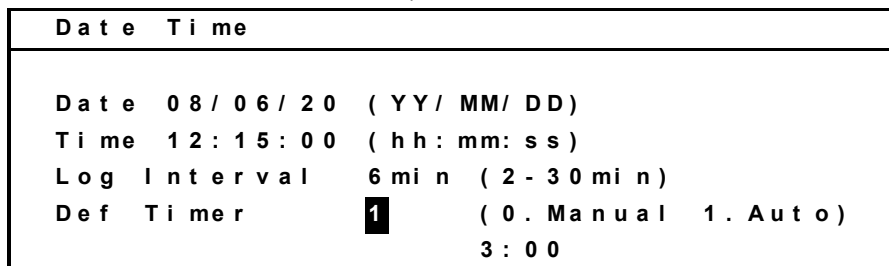 Date Time
Date 08/06/20 (YY/MM/DD)
Time 12:15:00 (hh:mm:ss)
Log Interval 6min (2-30min)
Def Timer 1 (0.Manual 1.Auto)
3:00